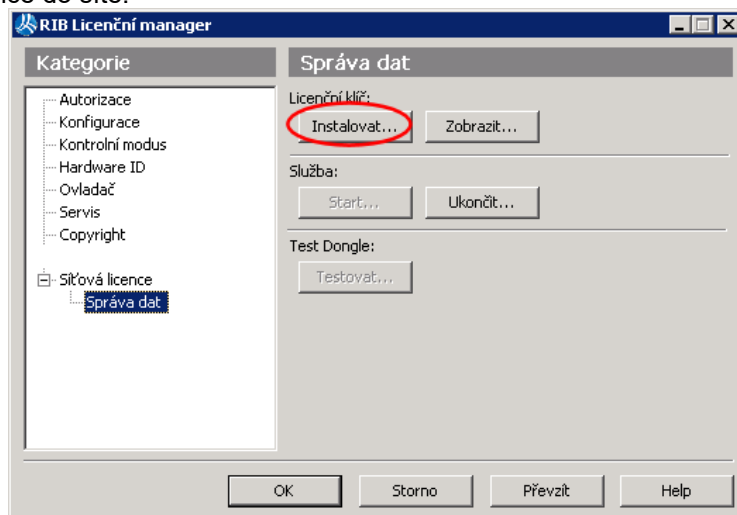 RIB Licenční manager
Kategorie
Správa dat
Autorizace
Konfigurace
Kontrolní modus
Hardware ID
Ovladač
Servis
Copyright
Síťová licence
Správa dat
Licenční klíč:
Instalovat... Zobrazit...
Služba:
Start... Ukončit...
Test Dongle:
Testovat...
OK Storno Převzít Help